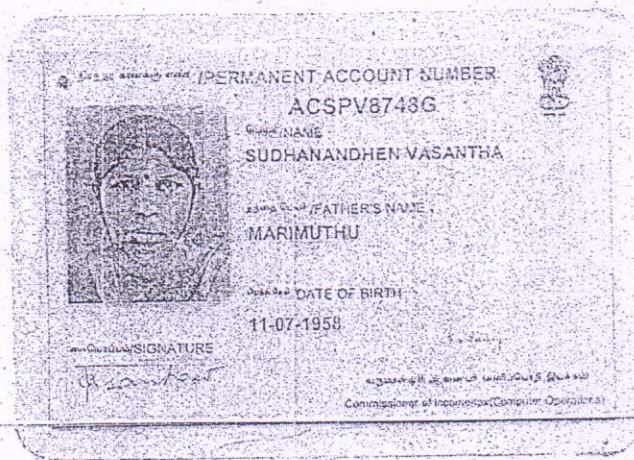 /PERMANENT ACCOUNT NUMBER
ACSPV8743G
/NAME
SUDHANANDHEN VASANTHA
/FATHER'S NAME
MARIMUTHU
DATE OF BIRTH
11-07-1958
/SIGNATURE
Commissioner of Income-tax(Computer Operations)